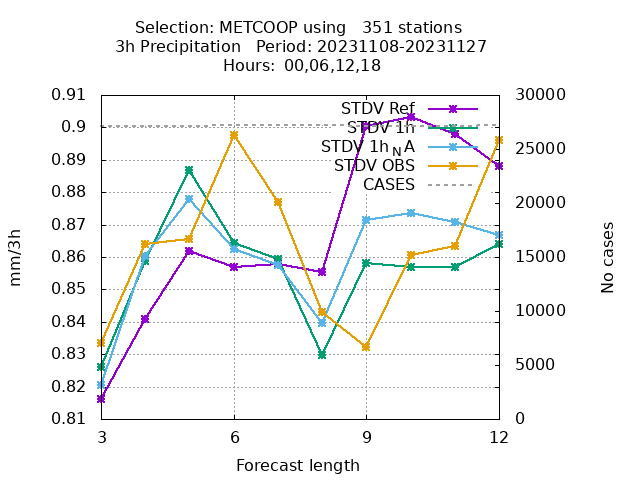 Selection: METCOOP using   351 stations
3h Precipitation   Period: 20231108-20231127
Hours:  00,06,12,18
0.91
0.9
0.89
0.88
0.87
0.86
0.85
0.84
0.83
0.82
0.81
mm/3h
30000
25000
20000
15000
10000
5000
0
No cases
STDV Ref
STDV 1h
STDV 1hNA
STDV OBS
CASES
3
6
9
12
Forecast length